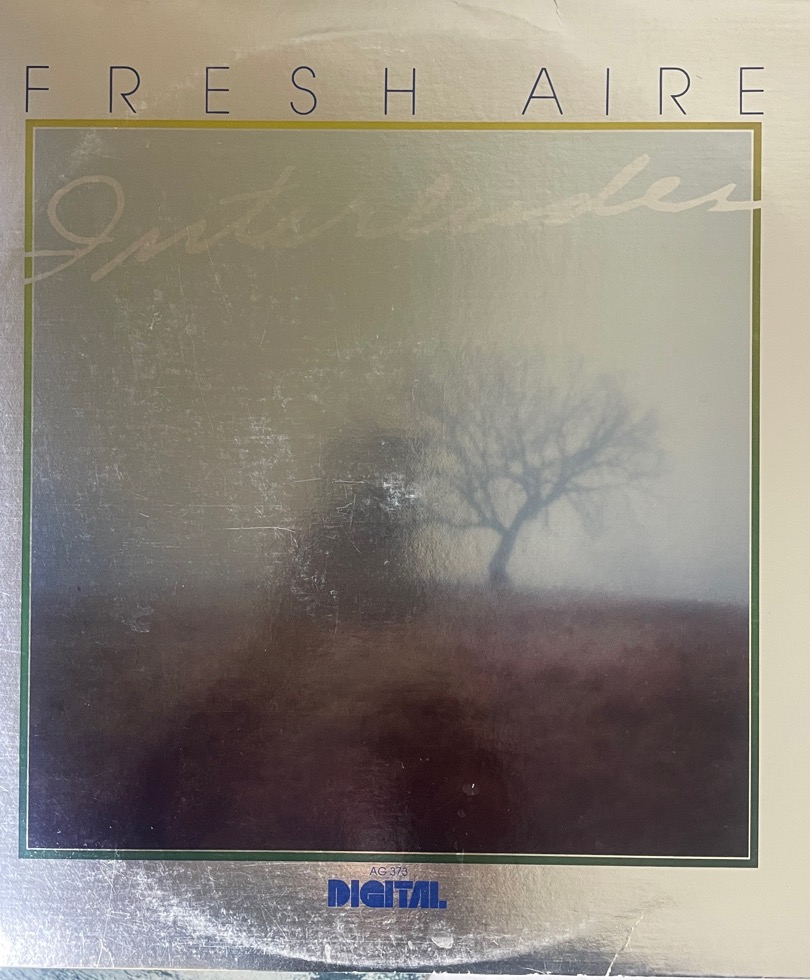 FRESH AIRE
Interludes
AG-373
DIGITAL